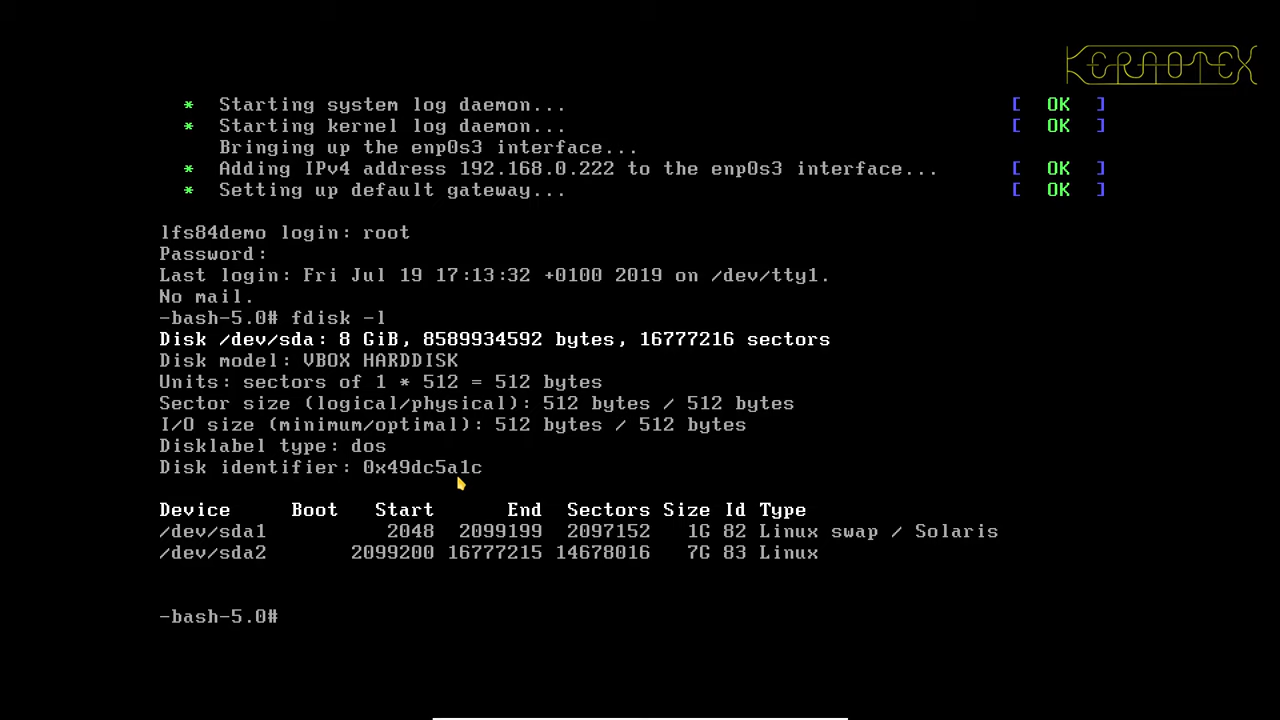 KERNOTEX
* Starting system log daemon... [ OK ]
* Starting kernel log daemon... [ OK ]
Bringing up the enp0s3 interface...
* Adding IPv4 address 192.168.0.222 to the enp0s3 interface... [ OK ]
* Setting up default gateway... [ OK ]
lfs84demo login: root
Password:
Last login: Fri Jul 19 17:13:32 +0100 2019 on /dev/tty1.
No mail.
-bash-5.0# fdisk -l
Disk /dev/sda: 8 GiB, 8589934592 bytes, 16777216 sectors
Disk model: VBOX HARDDISK
Units: sectors of 1 * 512 = 512 bytes
Sector size (logical/physical): 512 bytes / 512 bytes
I/O size (minimum/optimal): 512 bytes / 512 bytes
Disklabel type: dos
Disk identifier: 0x49dc5a1c
Device Boot Start End Sectors Size Id Type
/dev/sda1 2048 2099199 2097152 1G 82 Linux swap / Solaris
/dev/sda2 2099200 16777215 14678016 7G 83 Linux
-bash-5.0#